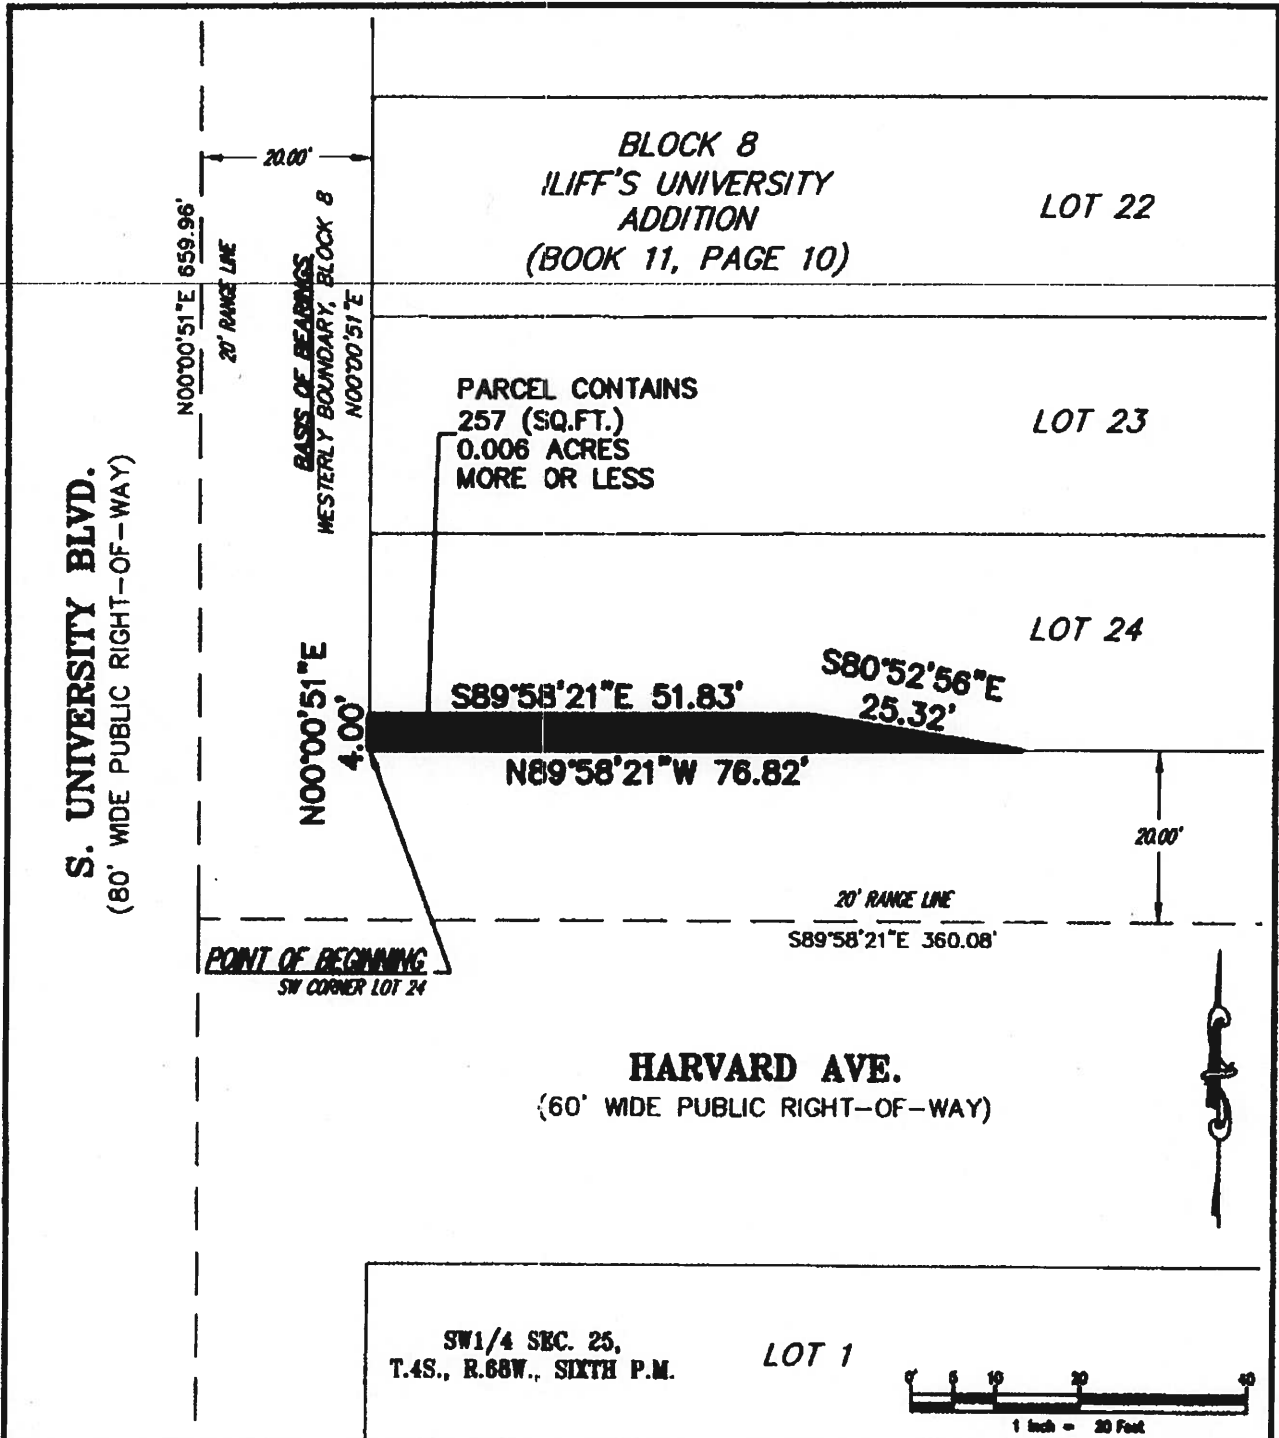 20.00'
BLOCK 8
ILIFF'S UNIVERSITY
ADDITION
(BOOK 11, PAGE 10)
LOT 22
N00°00'51"E 659.96'
20' RANGE LINE
BASIS OF BEARINGS
WESTERLY BOUNDARY, BLOCK 8
N00°00'51"E
PARCEL CONTAINS
257 (SQ.FT.)
0.006 ACRES
MORE OR LESS
LOT 23
S. UNIVERSITY BLVD.
(80' WIDE PUBLIC RIGHT-OF-WAY)
LOT 24
N00°00'51"E
4.00'
S89°58'21"E 51.83'
S80°52'56"E
25.32'
N89°58'21"W 76.82'
20.00'
20' RANGE LINE
S89°58'21"E 360.08'
POINT OF BEGINNING
SW CORNER LOT 24
HARVARD AVE.
(60' WIDE PUBLIC RIGHT-OF-WAY)
SW1/4 SEC. 25,
T.4S., R.68W., SIXTH P.M.
LOT 1
0' 5 10 20 40
1 inch = 20 Feet